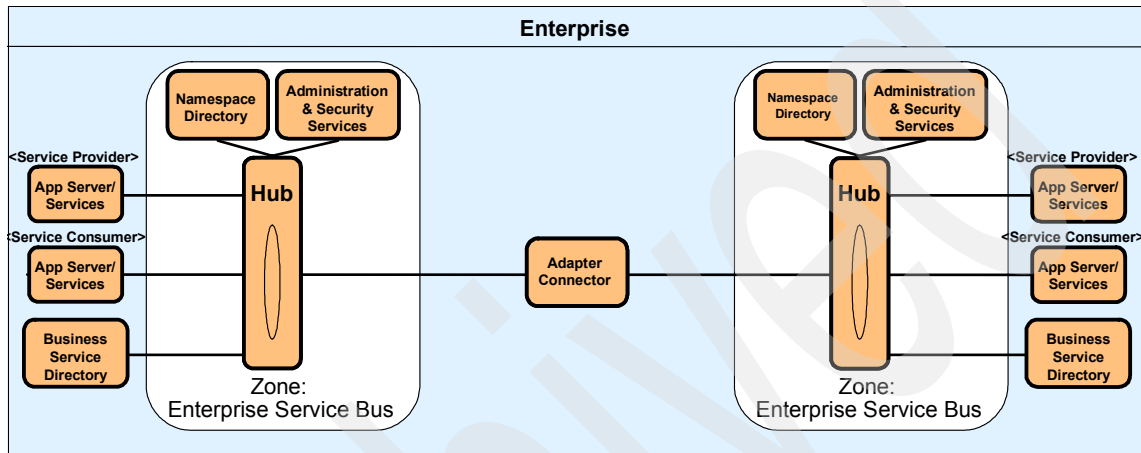 Enterprise
Namespace
Directory
Administration
& Security
Services
<Service Provider>
App Server/
Services
<Service Consumer>
App Server/
Services
Business
Service
Directory
Hub
Zone:
Enterprise Service Bus
Adapter
Connector
Namespace
Directory
Administration
& Security
Services
Hub
Zone:
Enterprise Service Bus
<Service Provider>
App Server/
Services
<Service Consumer>
App Server/
Services
Business
Service
Directory